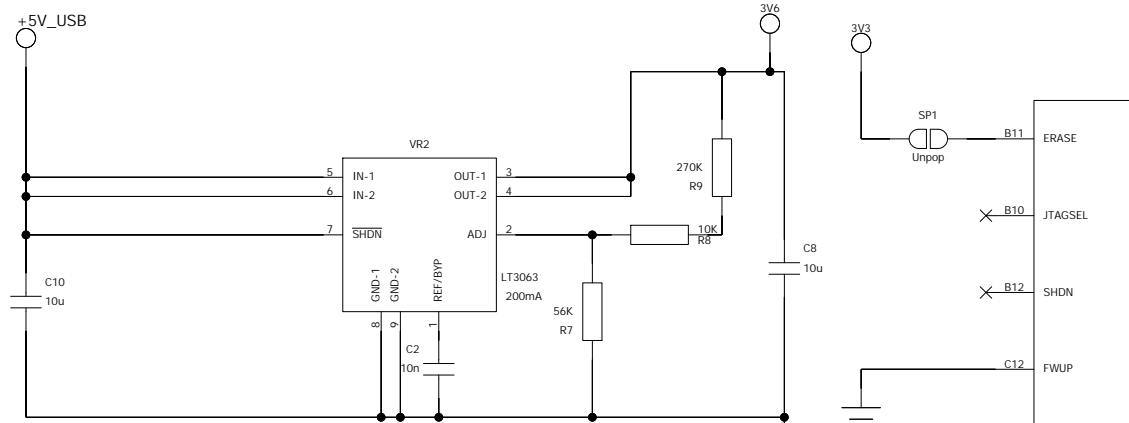 +5V_USB
3V6
3V3
SP1
B11 ERASE
Unpop
VR2
270K
R9
5 IN-1 OUT-1 3
6 IN-2 OUT-2 4
B10 JTAGSEL
7 SHDN ADJ 2
10K
R8
C8
10u
C10
10u
GND-1
GND-2
REF/BYP
LT3063
200mA
B12 SHDN
56K
R7
8
9
1
C2
10n
C12 FWUP